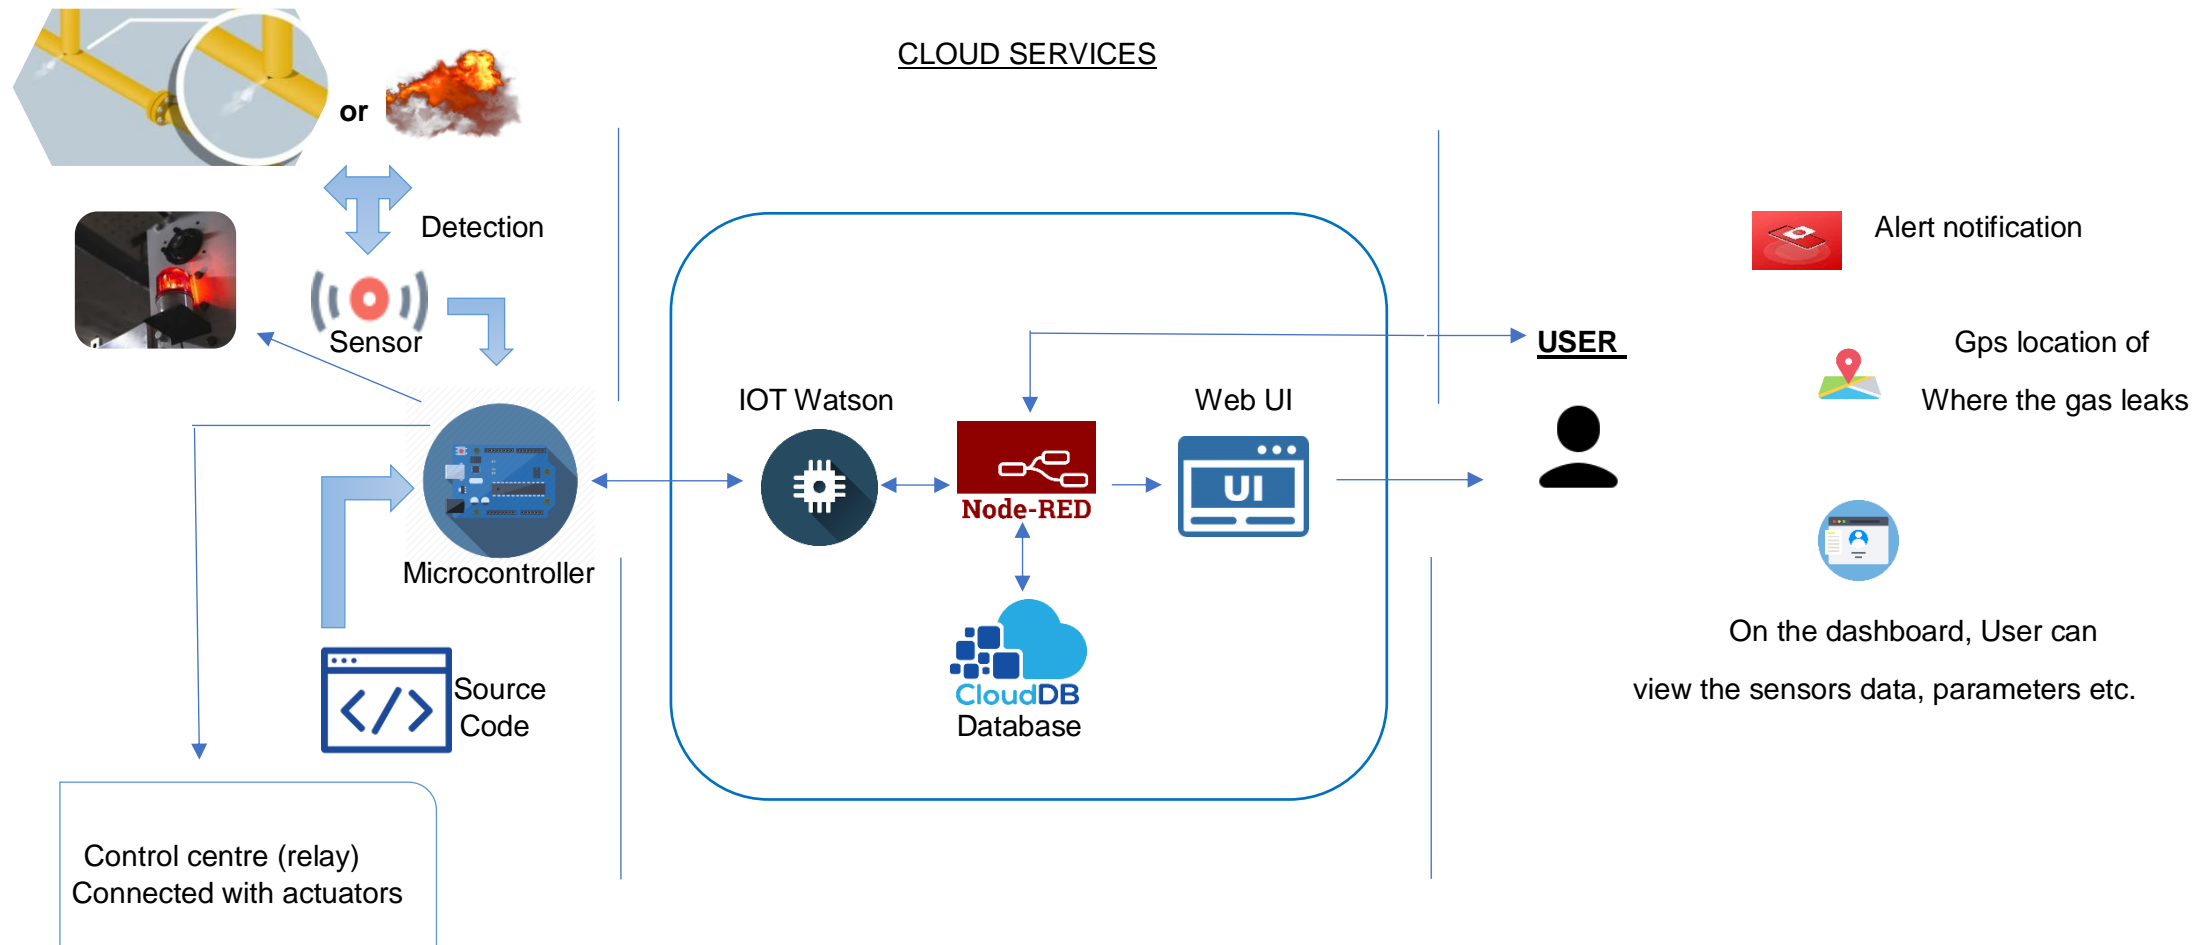 CLOUD SERVICES
or
Detection
Alert notification
Sensor
USER
Gps location of
Where the gas leaks
IOT Watson
Web UI
UI
Node-RED
Microcontroller
CloudDB
Database
Source
Code
On the dashboard, User can
view the sensors data, parameters etc.
Control centre (relay)
Connected with actuators